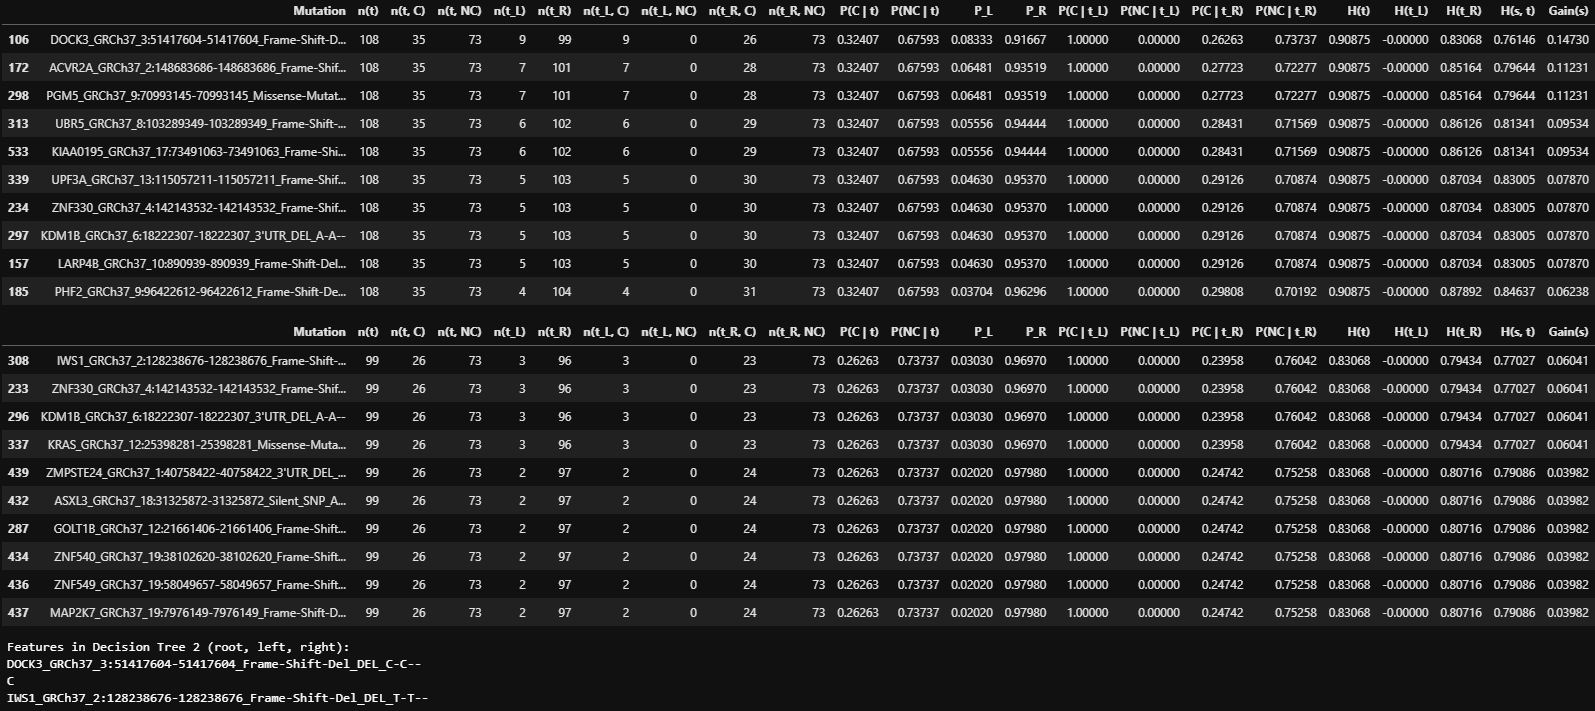 Mutation n(t) n(t, C) n(t, NC) n(t_L) n(t_R) n(t_L, C) n(t_L, NC) n(t_R, C) n(t_R, NC) P(C | t) P(NC | t) P_L P_R P(C | t_L) P(NC | t_L) P(C | t_R) P(NC | t_R) H(t) H(t_L) H(t_R) H(s, t) Gain(s)
106 DOCK3_GRCh37_3:51417604-51417604_Frame-Shift-D... 108 35 73 9 99 9 0 26 73 0.32407 0.67593 0.08333 0.91667 1.00000 0.00000 0.26263 0.73737 0.90875 -0.00000 0.83068 0.76146 0.14730
172 ACVR2A_GRCh37_2:148683686-148683686_Frame-Shif... 108 35 73 7 101 7 0 28 73 0.32407 0.67593 0.06481 0.93519 1.00000 0.00000 0.27723 0.72277 0.90875 -0.00000 0.85164 0.79644 0.11231
298 PGM5_GRCh37_9:70993145-70993145_Missense-Mutat... 108 35 73 7 101 7 0 28 73 0.32407 0.67593 0.06481 0.93519 1.00000 0.00000 0.27723 0.72277 0.90875 -0.00000 0.85164 0.79644 0.11231
313 UBR5_GRCh37_8:103289349-103289349_Frame-Shift-... 108 35 73 6 102 6 0 29 73 0.32407 0.67593 0.05556 0.94444 1.00000 0.00000 0.28431 0.71569 0.90875 -0.00000 0.86126 0.81341 0.09534
533 KIAA0195_GRCh37_17:73491063-73491063_Frame-Shi... 108 35 73 6 102 6 0 29 73 0.32407 0.67593 0.05556 0.94444 1.00000 0.00000 0.28431 0.71569 0.90875 -0.00000 0.86126 0.81341 0.09534
339 UPF3A_GRCh37_13:115057211-115057211_Frame-Shif... 108 35 73 5 103 5 0 30 73 0.32407 0.67593 0.04630 0.95370 1.00000 0.00000 0.29126 0.70874 0.90875 -0.00000 0.87034 0.83005 0.07870
234 ZNF330_GRCh37_4:142143532-142143532_Frame-Shif... 108 35 73 5 103 5 0 30 73 0.32407 0.67593 0.04630 0.95370 1.00000 0.00000 0.29126 0.70874 0.90875 -0.00000 0.87034 0.83005 0.07870
297 KDM1B_GRCh37_6:18222307-18222307_3'UTR_DEL_A-A-- 108 35 73 5 103 5 0 30 73 0.32407 0.67593 0.04630 0.95370 1.00000 0.00000 0.29126 0.70874 0.90875 -0.00000 0.87034 0.83005 0.07870
157 LARP4B_GRCh37_10:890939-890939_Frame-Shift-Del... 108 35 73 5 103 5 0 30 73 0.32407 0.67593 0.04630 0.95370 1.00000 0.00000 0.29126 0.70874 0.90875 -0.00000 0.87034 0.83005 0.07870
185 PHF2_GRCh37_9:96422612-96422612_Frame-Shift-De... 108 35 73 4 104 4 0 31 73 0.32407 0.67593 0.03704 0.96296 1.00000 0.00000 0.29808 0.70192 0.90875 -0.00000 0.87892 0.84637 0.06238
Mutation n(t) n(t, C) n(t, NC) n(t_L) n(t_R) n(t_L, C) n(t_L, NC) n(t_R, C) n(t_R, NC) P(C | t) P(NC | t) P_L P_R P(C | t_L) P(NC | t_L) P(C | t_R) P(NC | t_R) H(t) H(t_L) H(t_R) H(s, t) Gain(s)
308 IWS1_GRCh37_2:128238676-128238676_Frame-Shift-... 99 26 73 3 96 3 0 23 73 0.26263 0.73737 0.03030 0.96970 1.00000 0.00000 0.23958 0.76042 0.83068 -0.00000 0.79434 0.77027 0.06041
233 ZNF330_GRCh37_4:142143532-142143532_Frame-Shif... 99 26 73 3 96 3 0 23 73 0.26263 0.73737 0.03030 0.96970 1.00000 0.00000 0.23958 0.76042 0.83068 -0.00000 0.79434 0.77027 0.06041
296 KDM1B_GRCh37_6:18222307-18222307_3'UTR_DEL_A-A-- 99 26 73 3 96 3 0 23 73 0.26263 0.73737 0.03030 0.96970 1.00000 0.00000 0.23958 0.76042 0.83068 -0.00000 0.79434 0.77027 0.06041
337 KRAS_GRCh37_12:25398281-25398281_Missense-Muta... 99 26 73 3 96 3 0 23 73 0.26263 0.73737 0.03030 0.96970 1.00000 0.00000 0.23958 0.76042 0.83068 -0.00000 0.79434 0.77027 0.06041
439 ZMPSTE24_GRCh37_1:40758422-40758422_3'UTR_DEL_... 99 26 73 2 97 2 0 24 73 0.26263 0.73737 0.02020 0.97980 1.00000 0.00000 0.24742 0.75258 0.83068 -0.00000 0.80716 0.79086 0.03982
432 ASXL3_GRCh37_18:31325872-31325872_Silent_SNP_A... 99 26 73 2 97 2 0 24 73 0.26263 0.73737 0.02020 0.97980 1.00000 0.00000 0.24742 0.75258 0.83068 -0.00000 0.80716 0.79086 0.03982
287 GOLT1B_GRCh37_12:21661406-21661406_Frame-Shift... 99 26 73 2 97 2 0 24 73 0.26263 0.73737 0.02020 0.97980 1.00000 0.00000 0.24742 0.75258 0.83068 -0.00000 0.80716 0.79086 0.03982
434 ZNF540_GRCh37_19:38102620-38102620_Frame-Shift... 99 26 73 2 97 2 0 24 73 0.26263 0.73737 0.02020 0.97980 1.00000 0.00000 0.24742 0.75258 0.83068 -0.00000 0.80716 0.79086 0.03982
436 ZNF549_GRCh37_19:58049657-58049657_Frame-Shift... 99 26 73 2 97 2 0 24 73 0.26263 0.73737 0.02020 0.97980 1.00000 0.00000 0.24742 0.75258 0.83068 -0.00000 0.80716 0.79086 0.03982
437 MAP2K7_GRCh37_19:7976149-7976149_Frame-Shift-D... 99 26 73 2 97 2 0 24 73 0.26263 0.73737 0.02020 0.97980 1.00000 0.00000 0.24742 0.75258 0.83068 -0.00000 0.80716 0.79086 0.03982
Features in Decision Tree 2 (root, left, right):
DOCK3_GRCh37_3:51417604-51417604_Frame-Shift-Del_DEL_C-C--
C
IWS1_GRCh37_2:128238676-128238676_Frame-Shift-Del_DEL_T-T--